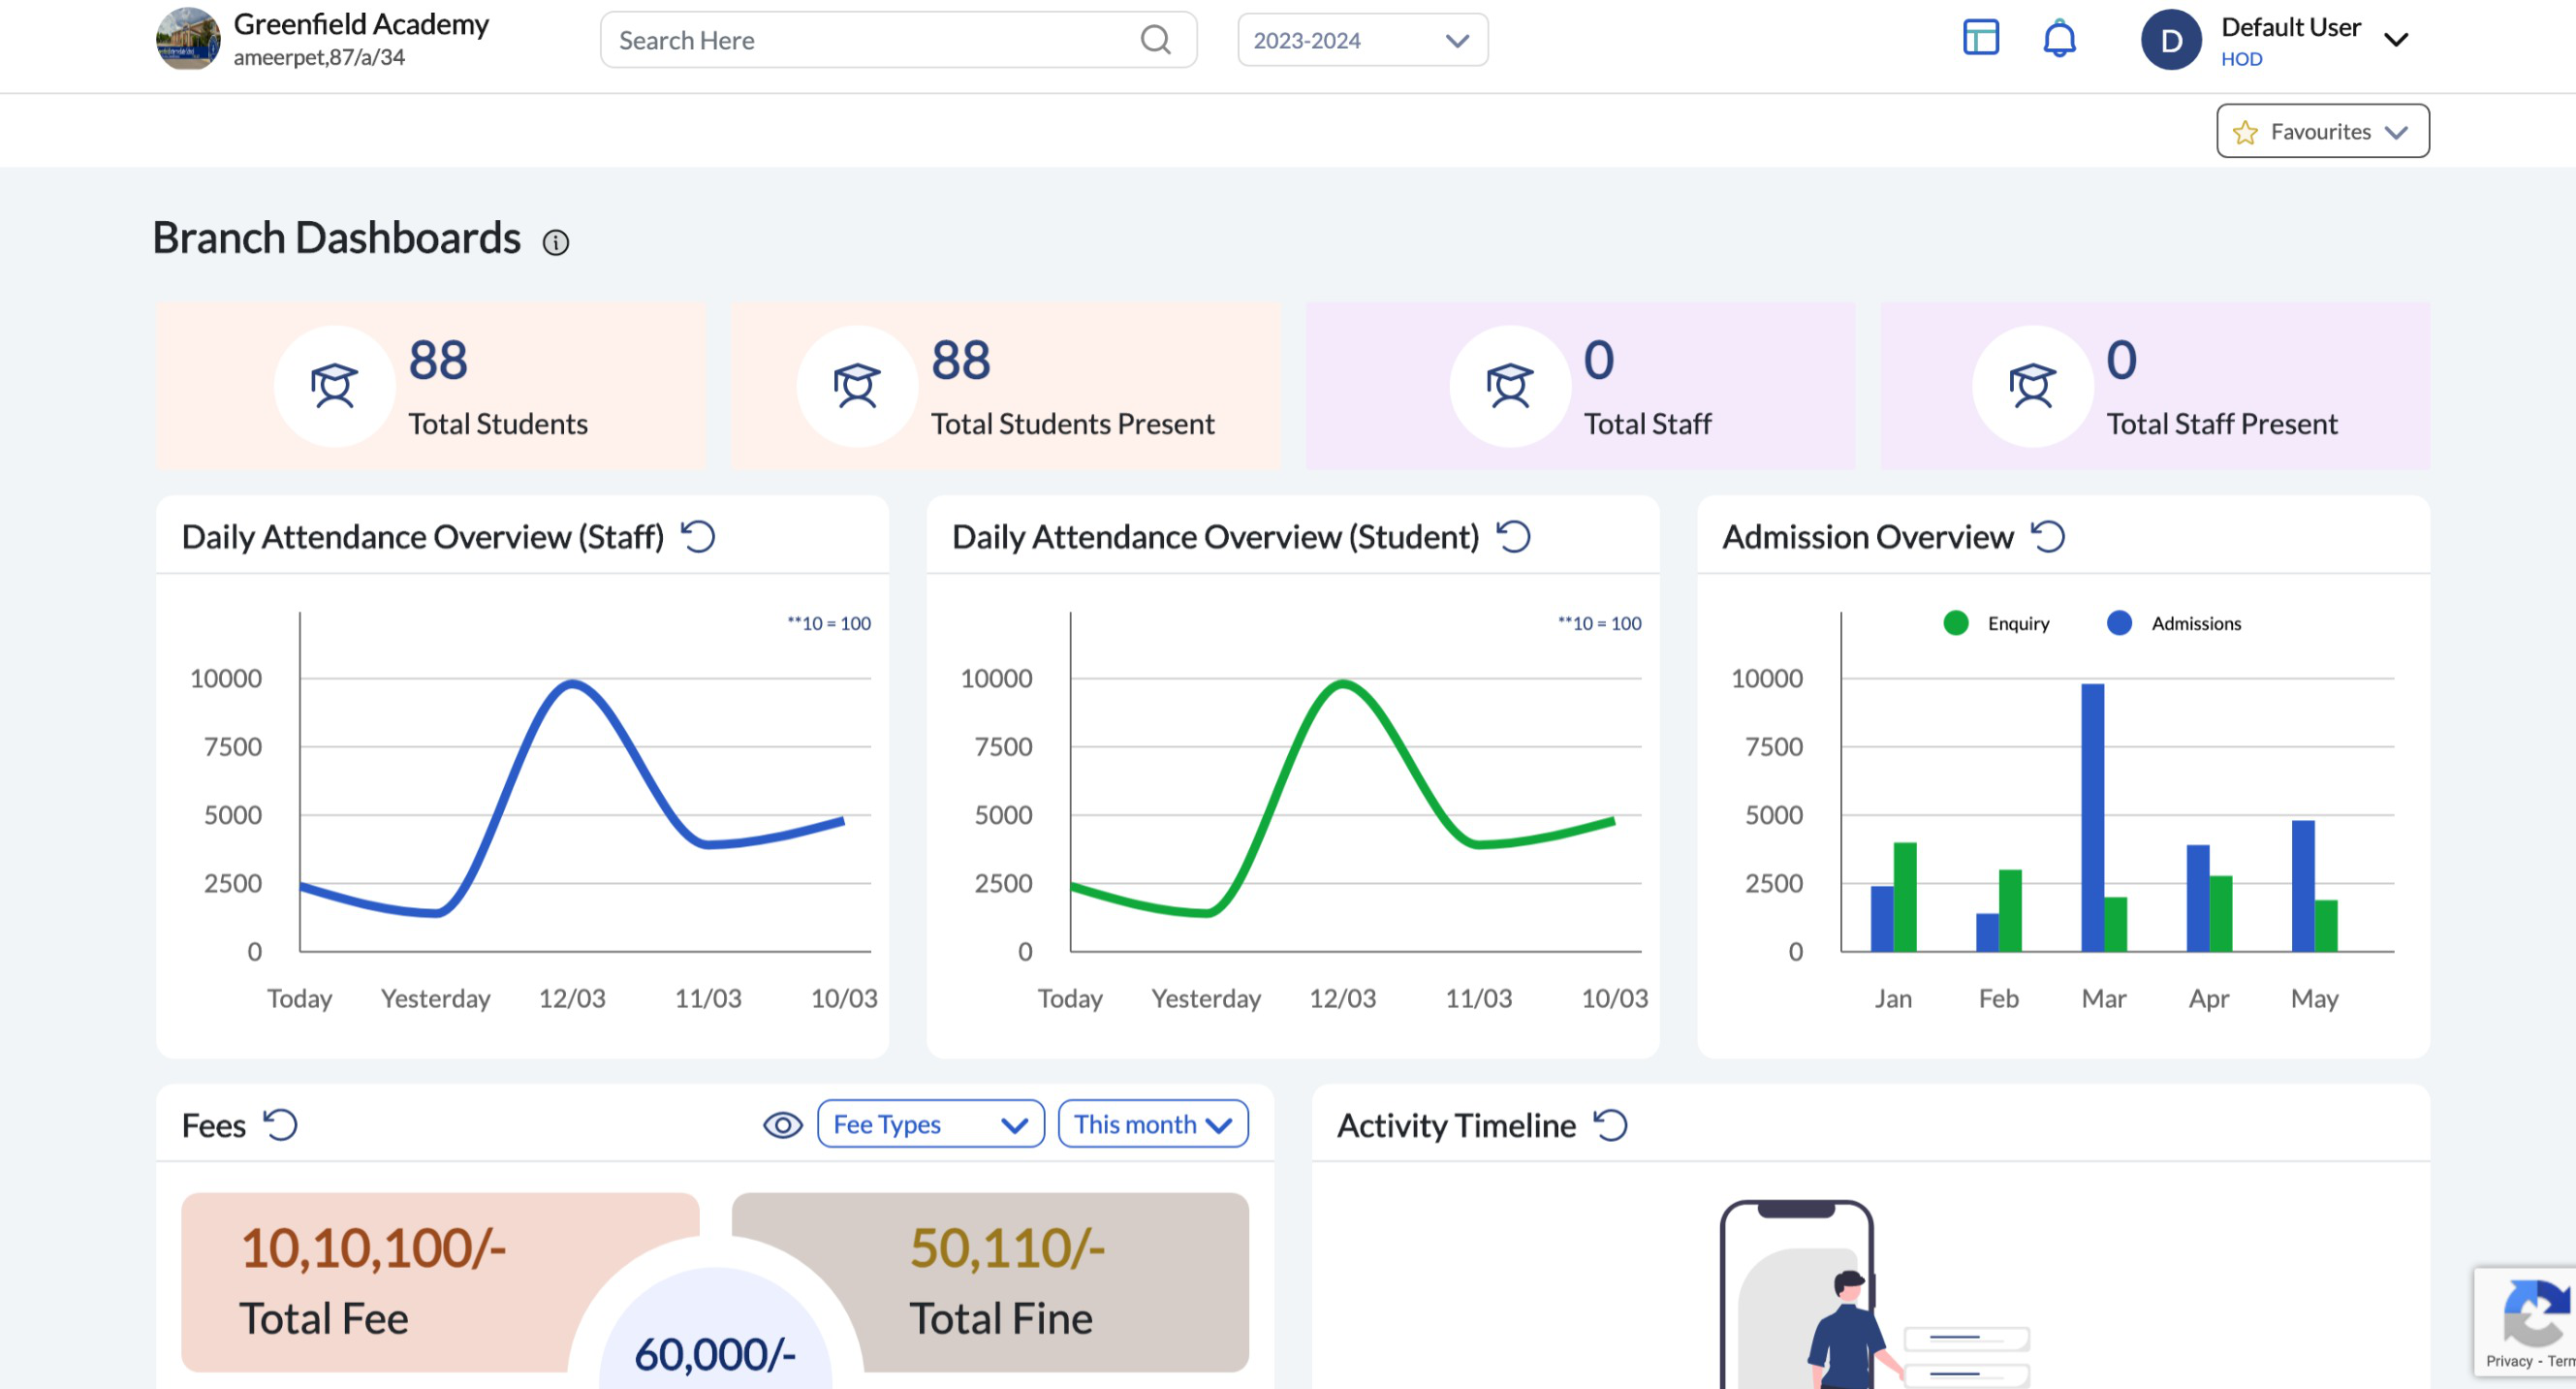 Greenfield Academy
ameerpet,87/a/34
Search Here
2023-2024
D
Default User
HOD
Favourites
Branch Dashboards
88
Total Students
88
Total Students Present
0
Total Staff
0
Total Staff Present
Daily Attendance Overview (Staff)
**10 = 100
10000
7500
5000
2500
0
Today Yesterday 12/03 11/03 10/03
Daily Attendance Overview (Student)
**10 = 100
10000
7500
5000
2500
0
Today Yesterday 12/03 11/03 10/03
Admission Overview
Enquiry Admissions
10000
7500
5000
2500
0
Jan Feb Mar Apr May
Fees
Fee Types
This month
10,10,100/-
Total Fee
50,110/-
Total Fine
60,000/-
Activity Timeline
Privacy - Term